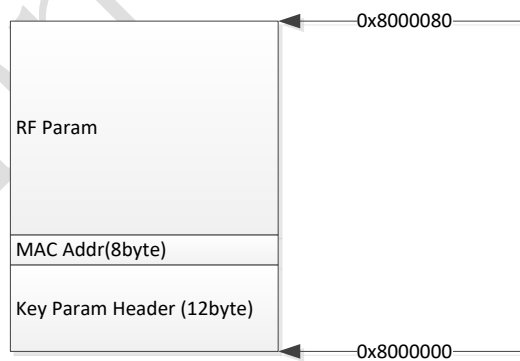 0x8000080
RF Param
MAC Addr(8byte)
Key Param Header (12byte)
0x8000000